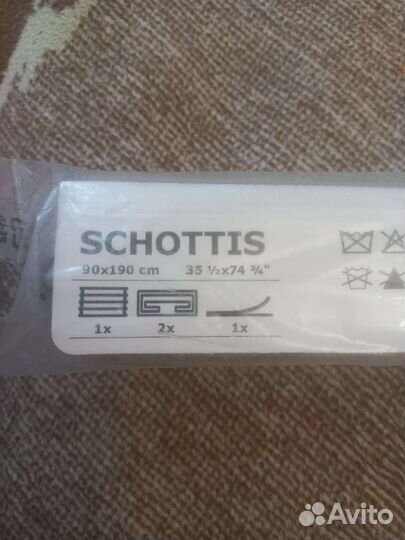 SCHOTTIS
90x190 cm 35 ½x74 ¾"
1x 2x 1x
Avito